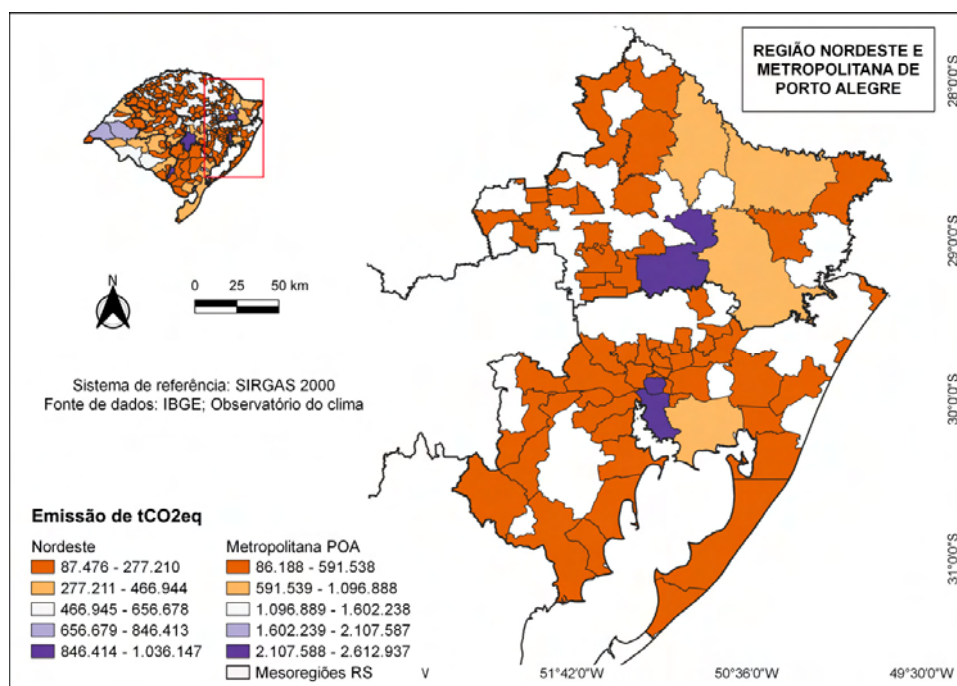 REGIÃO NORDESTE E
METROPOLITANA DE
PORTO ALEGRE
28°0'0"S
29°0'0"S
30°0'0"S
31°0'0"S
N
0 25 50 km
Sistema de referência: SIRGAS 2000
Fonte de dados: IBGE; Observatório do clima
Emissão de tCO2eq
Nordeste
87.476 - 277.210
277.211 - 466.944
466.945 - 656.678
656.679 - 846.413
846.414 - 1.036.147
Metropolitana POA
86.188 - 591.538
591.539 - 1.096.888
1.096.889 - 1.602.238
1.602.239 - 2.107.587
2.107.588 - 2.612.937
Mesoregiões RS
V 51°42'0"W 50°36'0"W 49°30'0"W